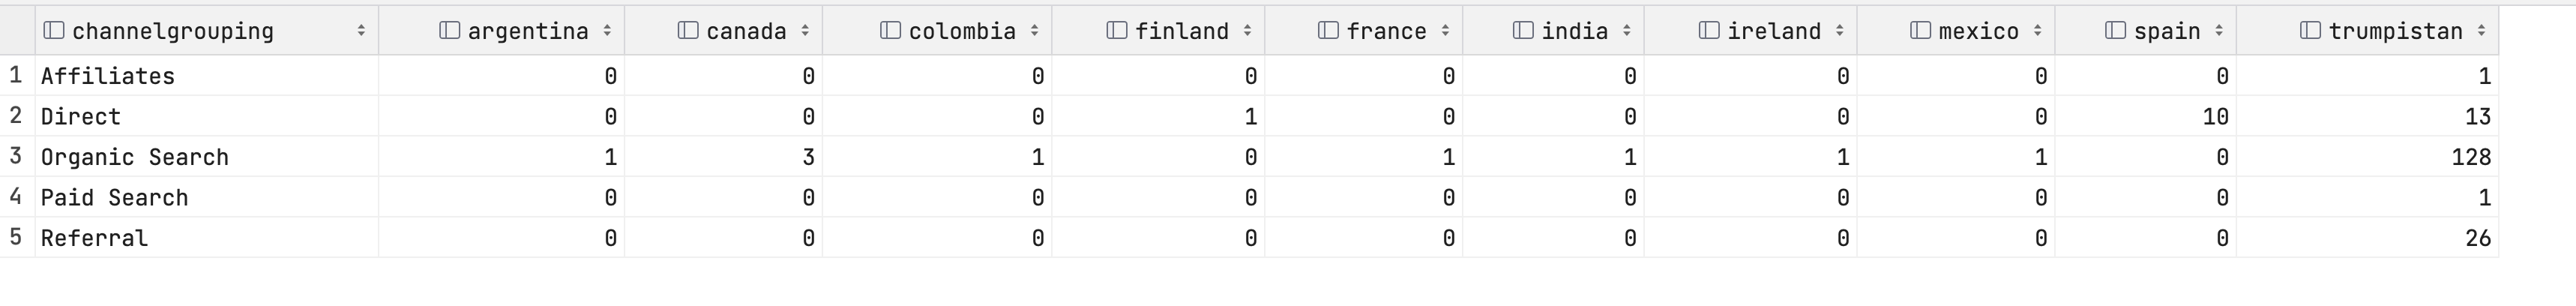 channelgrouping argentina canada colombia finland france india ireland mexico spain trumpistan
1 Affiliates 0 0 0 0 0 0 0 0 0 1
2 Direct 0 0 0 1 0 0 0 0 10 13
3 Organic Search 1 3 1 0 1 1 1 1 0 128
4 Paid Search 0 0 0 0 0 0 0 0 0 1
5 Referral 0 0 0 0 0 0 0 0 0 26